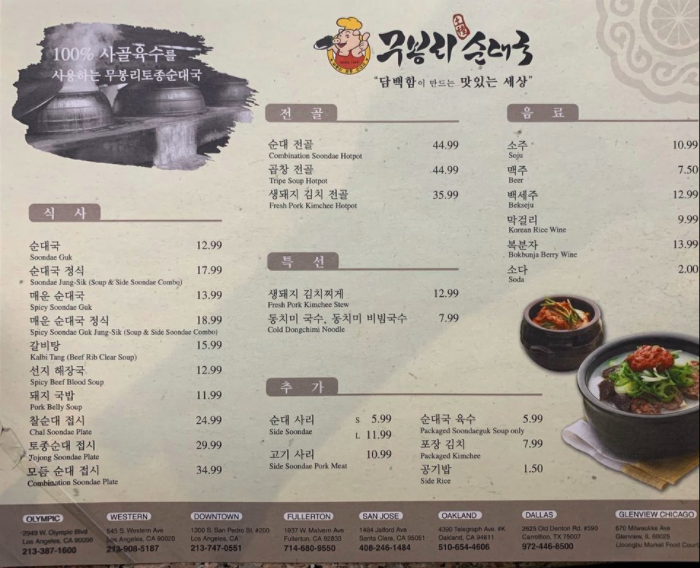 100% 사골육수를
사용하는 무봉리토종순대국
무봉리 순대국
"담백함이 만드는 맛있는 세상"
식 사
순대국 12.99
Soondae Guk
순대국 정식 17.99
Soondae Jung-Sik (Soup & Side Soondae Combo)
매운 순대국 13.99
Spicy Soondae Guk
매운 순대국 정식 18.99
Spicy Soondae Guk Jung-Sik (Soup & Side Soondae Combo)
갈비탕 15.99
Kalbi Tang (Beef Rib Clear Soup)
선지 해장국 12.99
Spicy Beef Blood Soup
돼지 국밥 11.99
Pork Belly Soup
찰순대 접시 24.99
Chal Soondae Plate
토종순대 접시 29.99
Tojong Soondae Plate
모듬 순대 접시 34.99
Combination Soondae Plate
전 골
순대 전골 44.99
Combination Soondae Hotpot
곱창 전골 44.99
Tripe Soup Hotpot
생돼지 김치 전골 35.99
Fresh Pork Kimchee Hotpot
특 선
생돼지 김치찌게 12.99
Fresh Pork Kimchee Stew
동치미 국수, 동치미 비빔국수 7.99
Cold Dongchimi Noodle
추 가
순대 사리 S 5.99
Side Soondae L 11.99
고기 사리 10.99
Side Soondae Pork Meat
순대국 육수 5.99
Packaged Soondaeguk Soup only
포장 김치 7.99
Packaged Kimchee
공기밥 1.50
Side Rice
음 료
소주 10.99
Soju
맥주 7.50
Beer
백세주 12.99
Bekseju
막걸리 9.99
Korean Rice Wine
복분자 13.99
Bokbunja Berry Wine
소다 2.00
Soda
OLYMPIC
2949 W. Olympic Blvd
Los Angeles, CA 90006
213-387-1600
WESTERN
545 S. Western Ave
Los Angeles, CA 90020
213-908-5187
DOWNTOWN
1300 S. San Pedro St. #200
Los Angeles, CA
213-747-0551
FULLERTON
1937 W. Malvern Ave
Fullerton, CA 92833
714-680-9550
SAN JOSE
1484 Halford Ave
Santa Clara, CA 95051
408-246-1484
OAKLAND
4390 Telegraph Ave. #K
Oakland, CA 94611
510-654-4606
DALLAS
2625 Old Denton Rd. #590
Carrollton, TX 75007
972-446-8500
GLENVIEW CHICAGO
670 Milwaukee Ave
Glenview, IL 60025